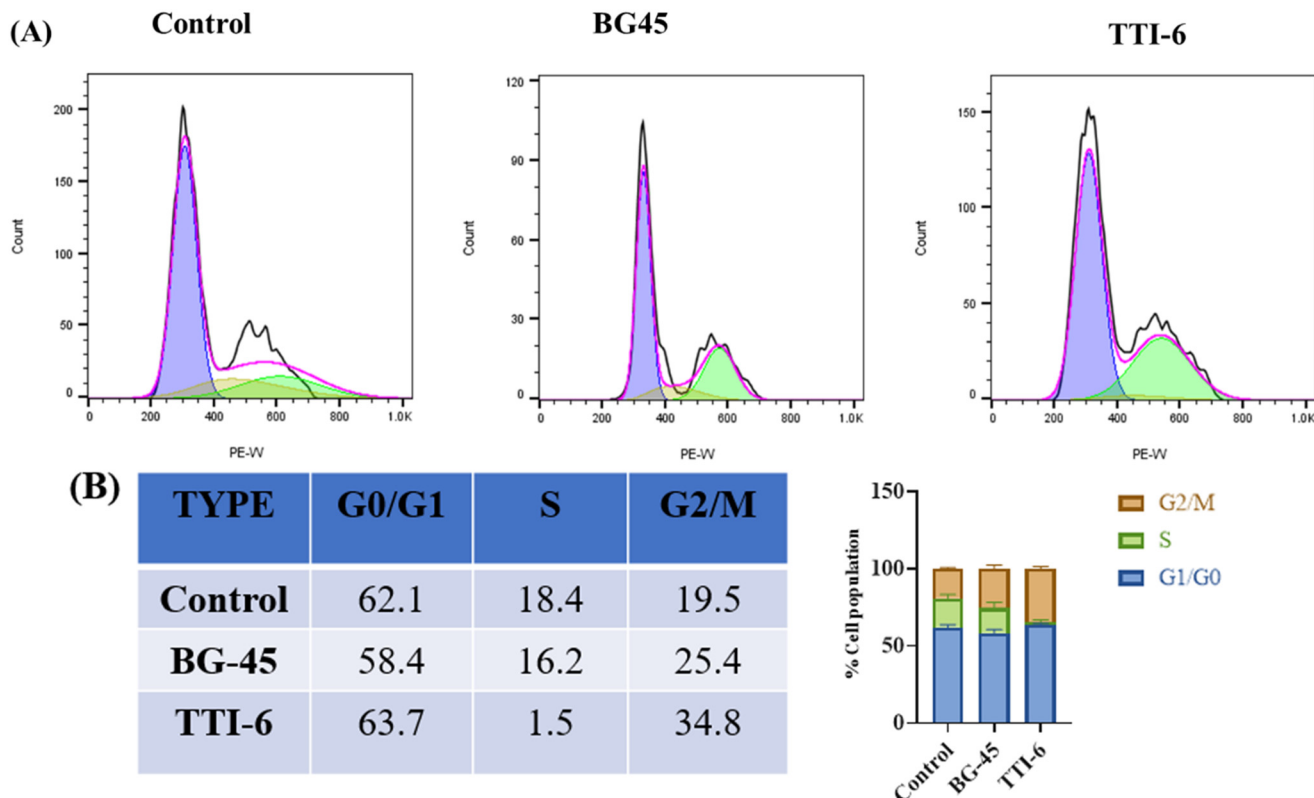 (A)
Control
BG45
TTI-6
200
150
100
50
0
Count
0 200 400 600 800 1.0K
PE-W
120
90
60
30
0
Count
0 200 400 600 800 1.0K
PE-W
150
100
50
0
Count
0 200 400 600 800 1.0K
PE-W
(B)
TYPE G0/G1 S G2/M
Control 62.1 18.4 19.5
BG-45 58.4 16.2 25.4
TTI-6 63.7 1.5 34.8
% Cell population
150
100
50
0
Control
BG-45
TTI-6
G2/M
S
G1/G0